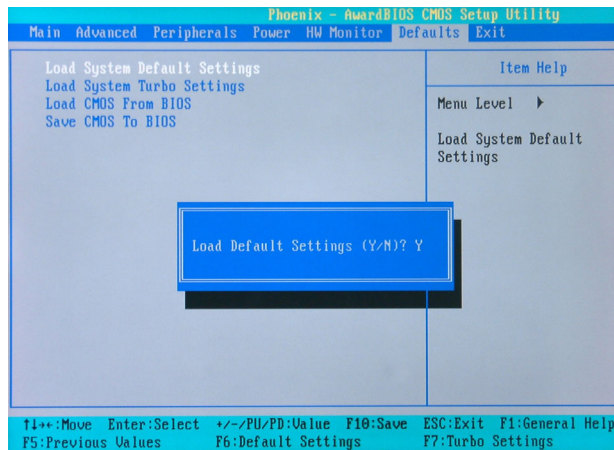 Phoenix - AwardBIOS CMOS Setup Utility
Main Advanced Peripherals Power HW Monitor Defaults Exit
Load System Default Settings
Load System Turbo Settings
Load CMOS From BIOS
Save CMOS To BIOS
Item Help
Menu Level ▶
Load System Default
Settings
Load Default Settings (Y/N)? Y
↑↓→←:Move Enter:Select +/-/PU/PD:Value F10:Save ESC:Exit F1:General Help
F5:Previous Values F6:Default Settings F7:Turbo Settings